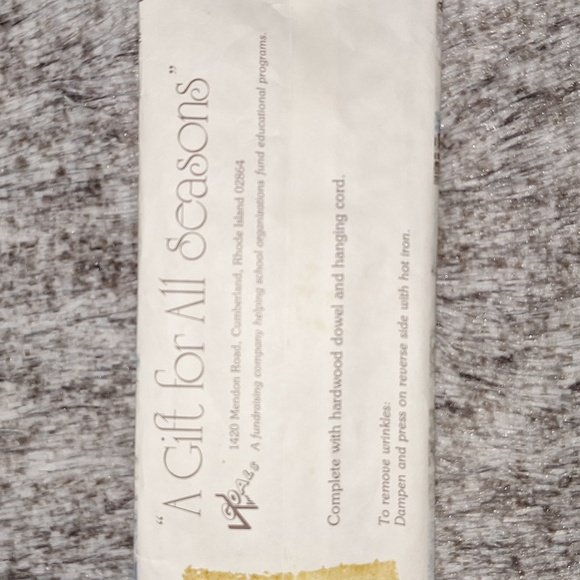 "A Gift for All Seasons"
1420 Mendon Road, Cumberland, Rhode Island 02864
A fundraising company helping school organizations fund educational programs.
Complete with hardwood dowel and hanging cord.
To remove wrinkles:
Dampen and press on reverse side with hot iron.